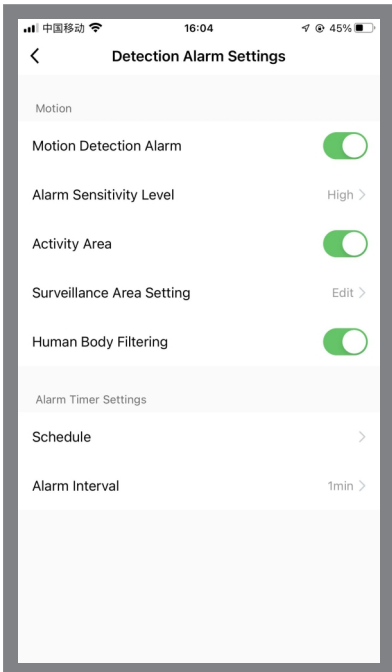 中国移动 16:04 45%
Detection Alarm Settings
Motion
Motion Detection Alarm
Alarm Sensitivity Level High
Activity Area
Surveillance Area Setting Edit
Human Body Filtering
Alarm Timer Settings
Schedule
Alarm Interval 1min